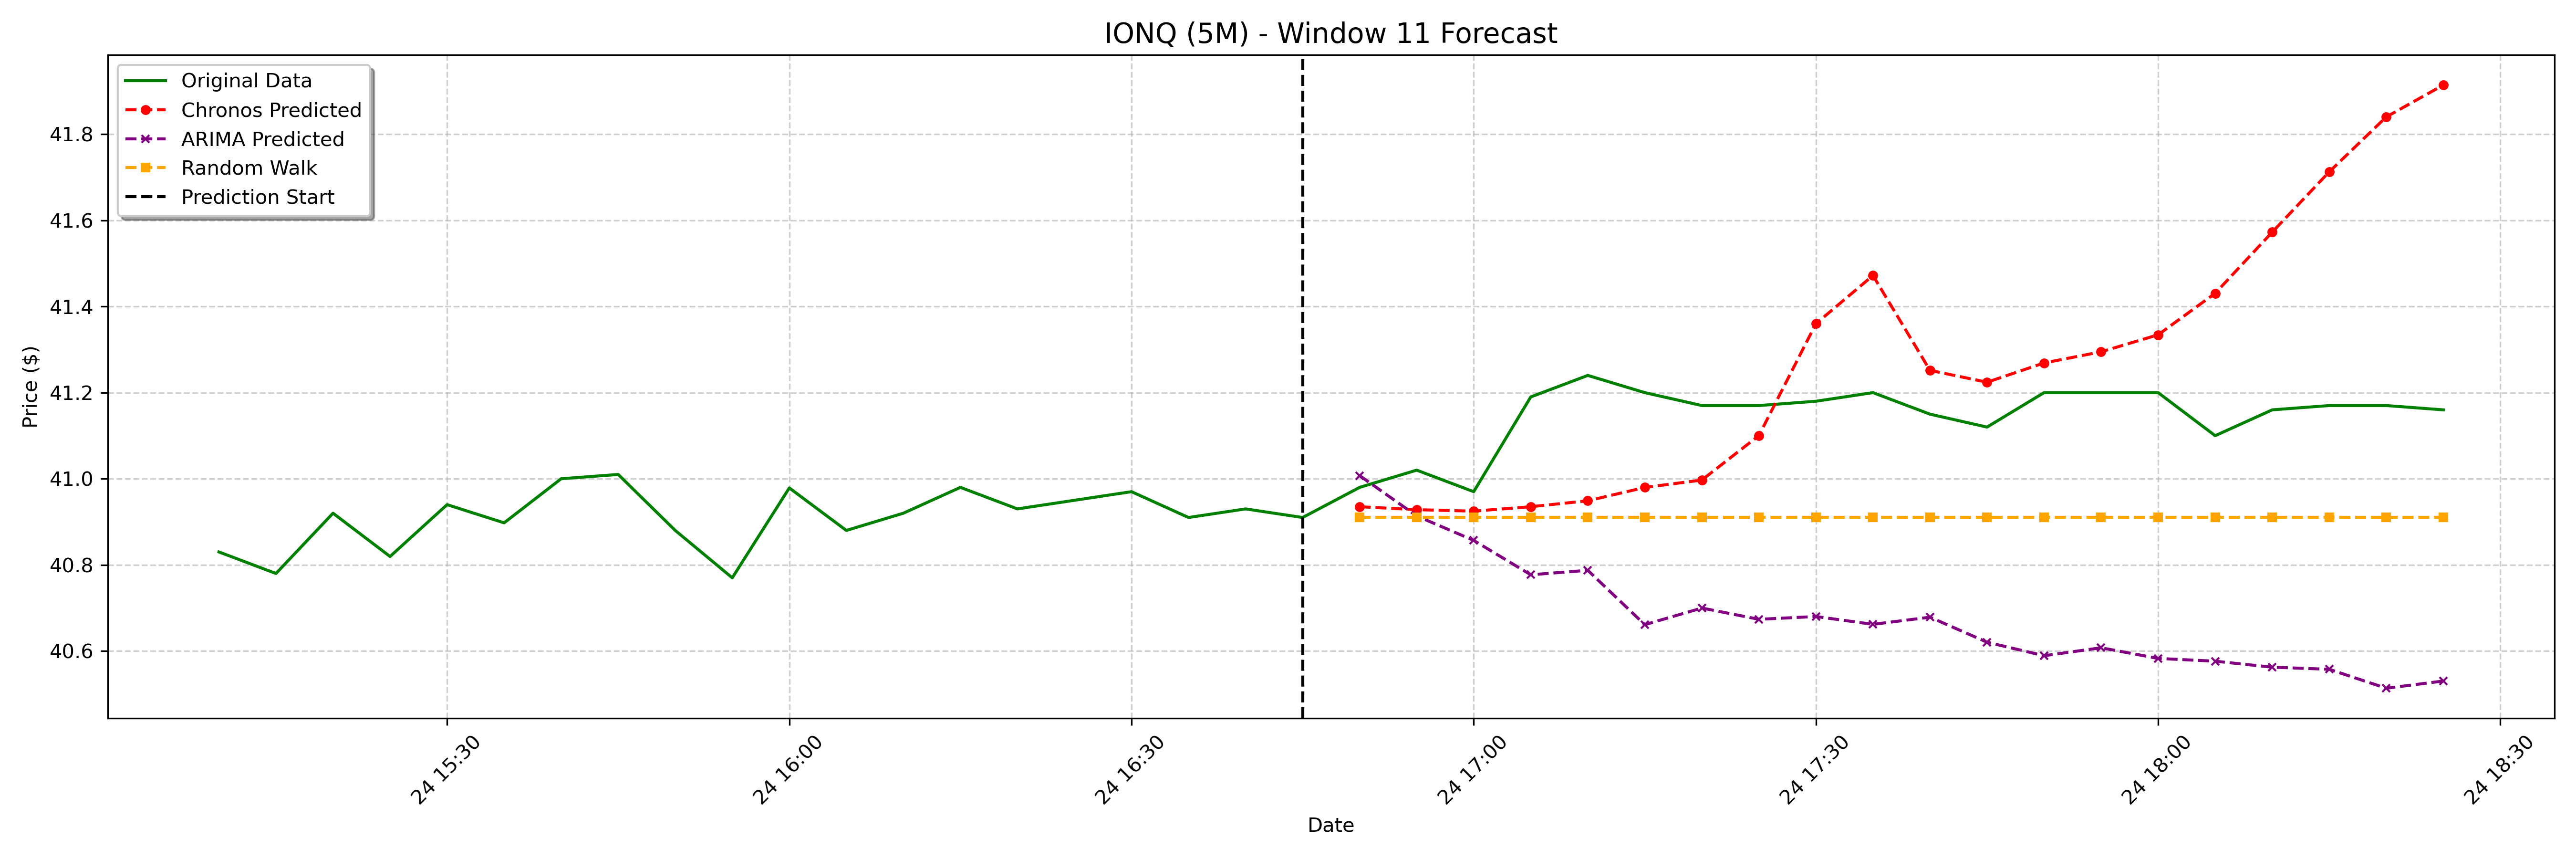 IONQ (5M) - Window 11 Forecast
Original Data
Chronos Predicted
ARIMA Predicted
Random Walk
Prediction Start
Price ($)
41.8
41.6
41.4
41.2
41.0
40.8
40.6
24 15:30
24 16:00
24 16:30
24 17:00
24 17:30
24 18:00
24 18:30
Date